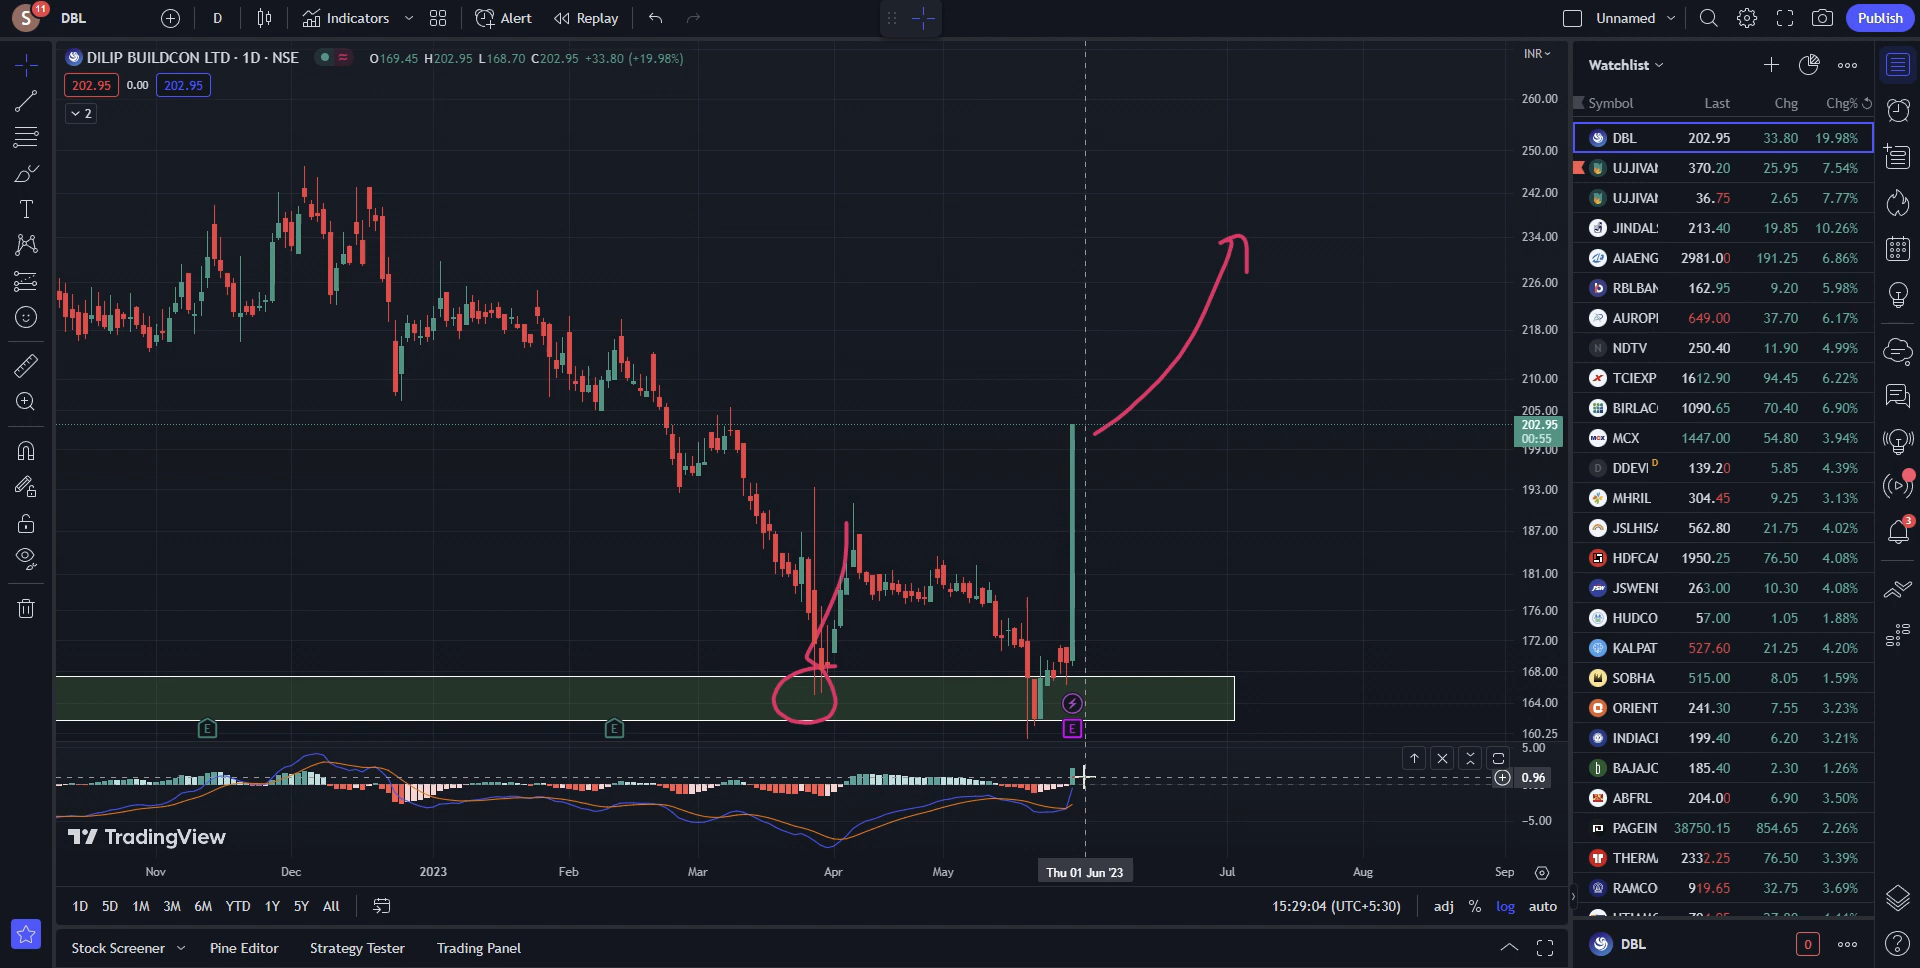 S 11 DBL D Indicators Alert Replay Unnamed Publish
DILIP BUILDCON LTD · 1D · NSE O169.45 H202.95 L168.70 C202.95 +33.80 (+19.98%) INR
202.95 0.00 202.95
2
260.00
250.00
242.00
234.00
226.00
218.00
210.00
205.00
202.95
00:55
199.00
193.00
187.00
181.00
176.00
172.00
168.00
164.00
160.25
E E E
5.00
0.96
−5.00
TradingView
Nov Dec 2023 Feb Mar Apr May Thu 01 Jun '23 Jul Aug Sep
1D 5D 1M 3M 6M YTD 1Y 5Y All 15:29:04 (UTC+5:30) adj % log auto
Stock Screener Pine Editor Strategy Tester Trading Panel
Watchlist
Symbol Last Chg Chg%
DBL 202.95 33.80 19.98%
UJJIVAN 370.20 25.95 7.54%
UJJIVAN 36.75 2.65 7.77%
JINDAL 213.40 19.85 10.26%
AIAENG 2981.00 191.25 6.86%
RBLBAN 162.95 9.20 5.98%
AUROPI 649.00 37.70 6.17%
N NDTV 250.40 11.90 4.99%
TCIEXP 1612.90 94.45 6.22%
BIRLAC 1090.65 70.40 6.90%
MCX MCX 1447.00 54.80 3.94%
D DDEVI D 139.20 5.85 4.39%
MHRIL 304.45 9.25 3.13%
JSLHISA 562.80 21.75 4.02%
HDFCAI 1950.25 76.50 4.08%
JSW JSWENE 263.00 10.30 4.08%
HUDCO 57.00 1.05 1.88%
KALPAT 527.60 21.25 4.20%
SOBHA 515.00 8.05 1.59%
ORIENT 241.30 7.55 3.23%
INDIACE 199.40 6.20 3.21%
BAJAJC 185.40 2.30 1.26%
ABFRL 204.00 6.90 3.50%
PAGEIN 38750.15 854.65 2.26%
THERM 2332.25 76.50 3.39%
RAMCO 919.65 32.75 3.69%
DBL 0
3